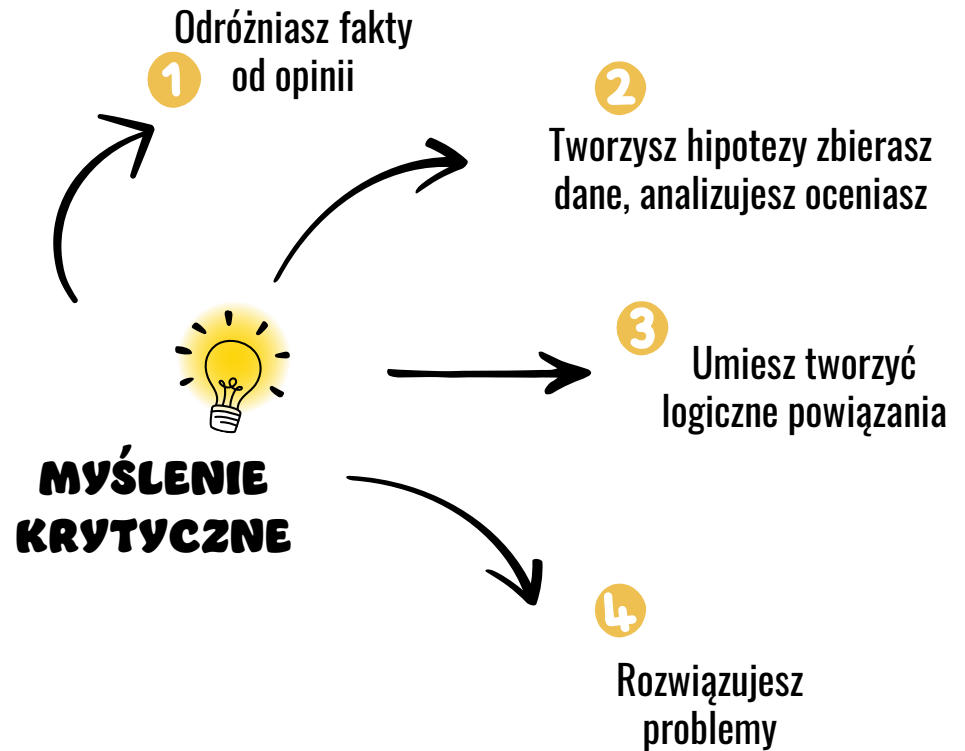 Odróżniasz fakty
1 od opinii
2
Tworzysz hipotezy zbierasz
dane, analizujesz oceniasz
3
Umiesz tworzyć
logiczne powiązania
MYŚLENIE
KRYTYCZNE
4
Rozwiązujesz
problemy